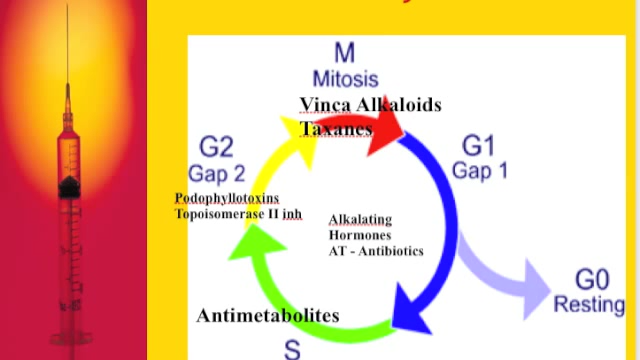 M
Mitosis
Vinca Alkaloids
Taxanes
G2
Gap 2
G1
Gap 1
Podophyllotoxins
Topoisomerase II inh
Alkalating
Hormones
AT - Antibiotics
G0
Resting
Antimetabolites
S